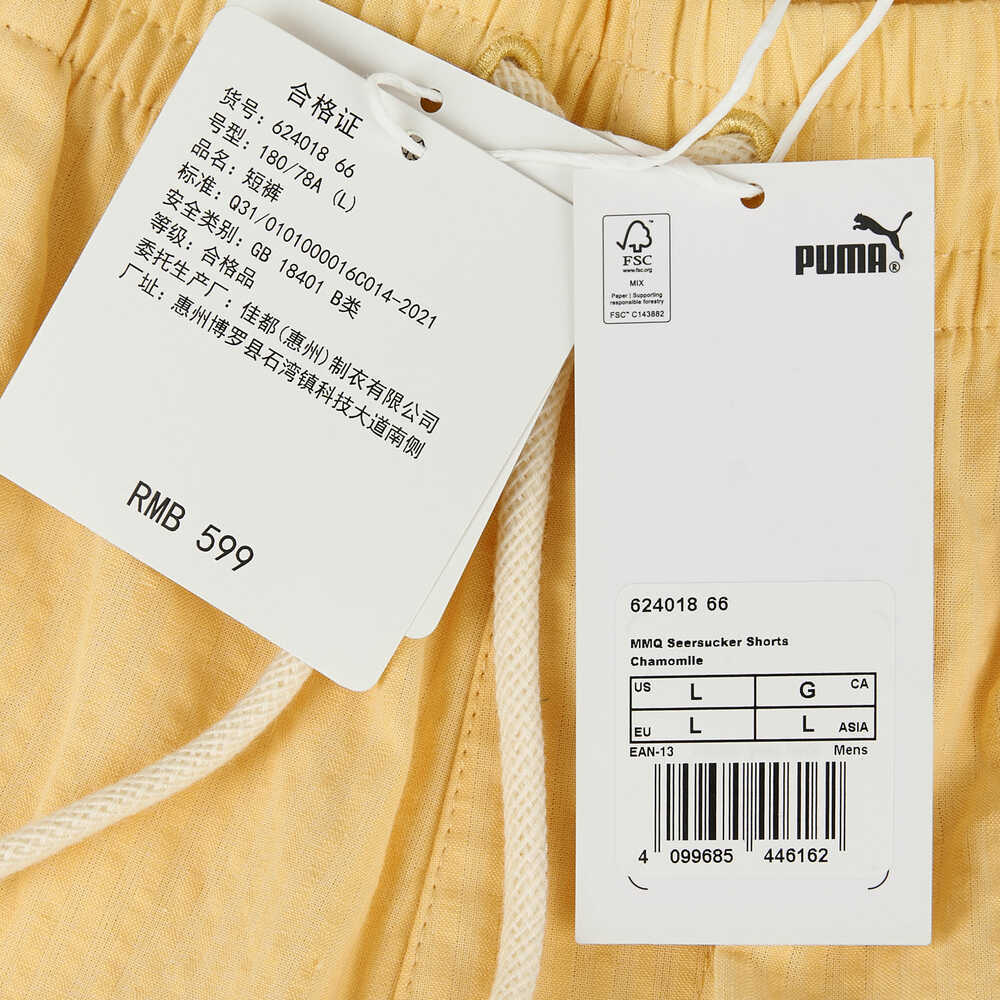 合格证
货号: 624018 66
号型: 180/78A (L)
品名: 短裤
标准: Q31/0101000016C014-2021
安全类别: GB 18401 B类
等级: 合格品
委托生产厂: 佳都(惠州)制衣有限公司
厂址: 惠州博罗县石湾镇科技大道南侧
RMB 599
FSC
www.fsc.org
MIX
Paper | Supporting
responsible forestry
FSC™ C143882
PUMA®
624018 66
MMQ Seersucker Shorts
Chamomile
US L G CA
EU L L ASIA
EAN-13 Mens
4 099685 446162